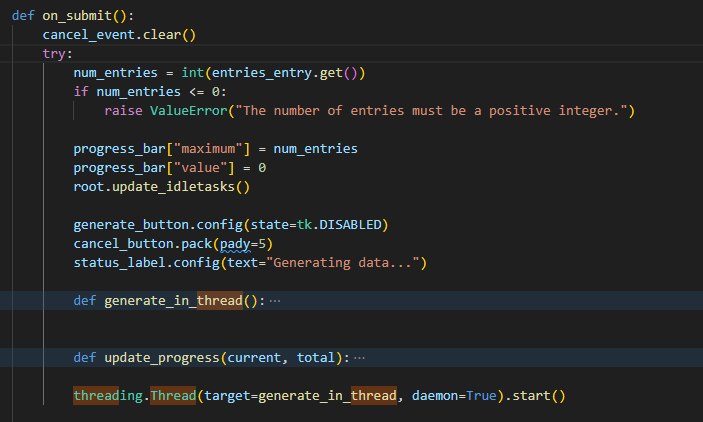 def on_submit():
    cancel_event.clear()
    try:
        num_entries = int(entries_entry.get())
        if num_entries <= 0:
            raise ValueError("The number of entries must be a positive integer.")
        progress_bar["maximum"] = num_entries
        progress_bar["value"] = 0
        root.update_idletasks()
        generate_button.config(state=tk.DISABLED)
        cancel_button.pack(pady=5)
        status_label.config(text="Generating data...")
        def generate_in_thread():···
        def update_progress(current, total):···
        threading.Thread(target=generate_in_thread, daemon=True).start()